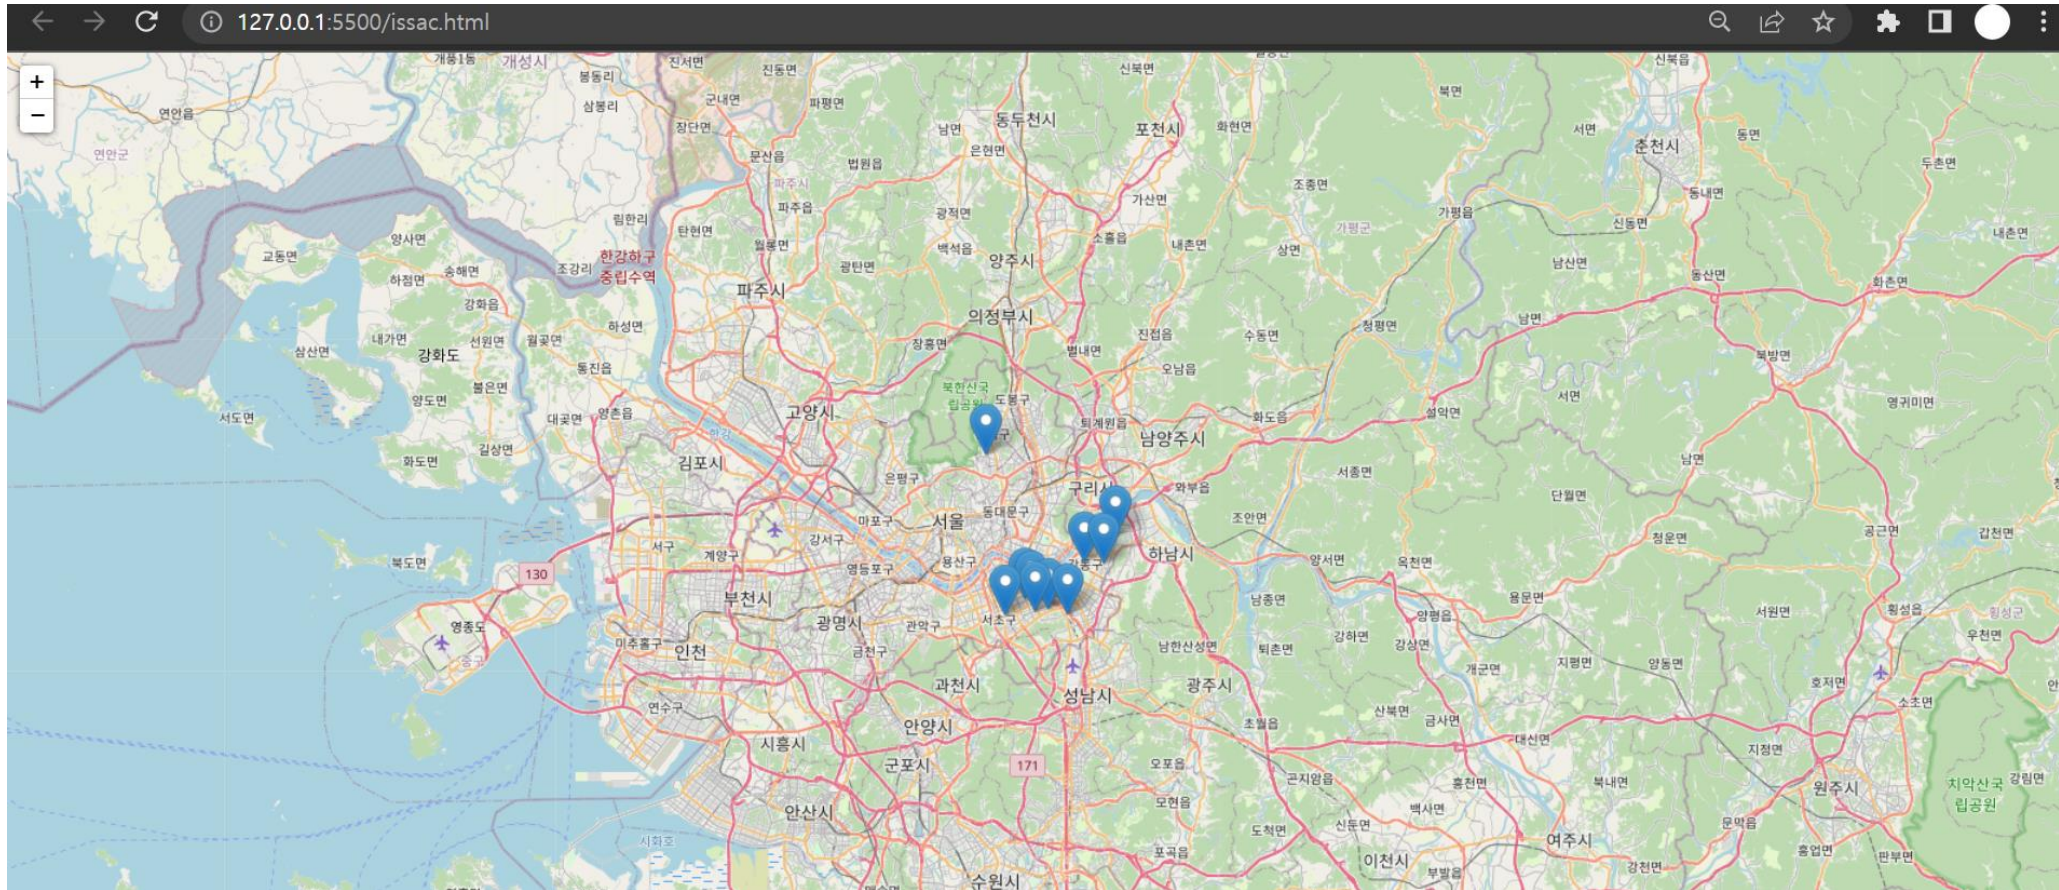 127.0.0.1:5500/issac.html
+
−
개풍1동
개성시
봉동리
진서면
진동면
신북면
신북읍
연안읍
삼봉리
군내면
파평면
북면
장단면
남면
동두천시
포천시
화현면
서면
춘천시
동면
연안군
문산읍
법원읍
은현면
두촌면
파주시
조종면
동내면
가산면
림한리
파주읍
광적면
가평읍
신동면
탄현면
양사면
월롱면
백석읍
소흘읍
내촌면
상면
가평군
내촌면
교동면
한강하구
중립수역
송해면
조강리
광탄면
양주시
남산면
동산면
하점면
화촌면
강화읍
파주시
하성면
의정부시
남면
청평면
내가면
선원면
월곶면
장흥면
진접읍
수동면
삼산면
강화도
별내면
북방면
통진읍
오남읍
불은면
북한산국
립공원
도봉구
서면
양도면
영귀미면
서도면
대곶면
양촌읍
고양시
퇴계원읍
화도읍
설악면
한강
구
남양주시
길상면
화도면
김포시
은평구
서종면
남면
구리시
와부읍
단월면
마포구
서울
동대문구
조안면
공근면
갑천면
강서구
서구
계양구
하남시
청운면
북도면
130
영등포구
용산구
강동구
양서면
옥천면
부천시
남종면
용문면
서원면
횡성읍
횡성군
영종도
광명시
관악구
서초구
양평읍
중구
미추홀구
인천
금천구
남한산성면
퇴촌면
강하면
강상면
우천면
개군면
지평면
양동면
과천시
광주시
호저면
성남시
연수구
산북면
금사면
소초면
안양시
초월읍
시흥시
대신면
지정면
군포시
171
오포읍
곤지암읍
흥천면
북내면
원주시
치악산국
립공원
강림면
안산시
모현읍
백사면
도척면
신둔면
문막읍
시화호
여주시
포곡읍
이천시
강천면
흥업면
판부면
수원시
부발읍